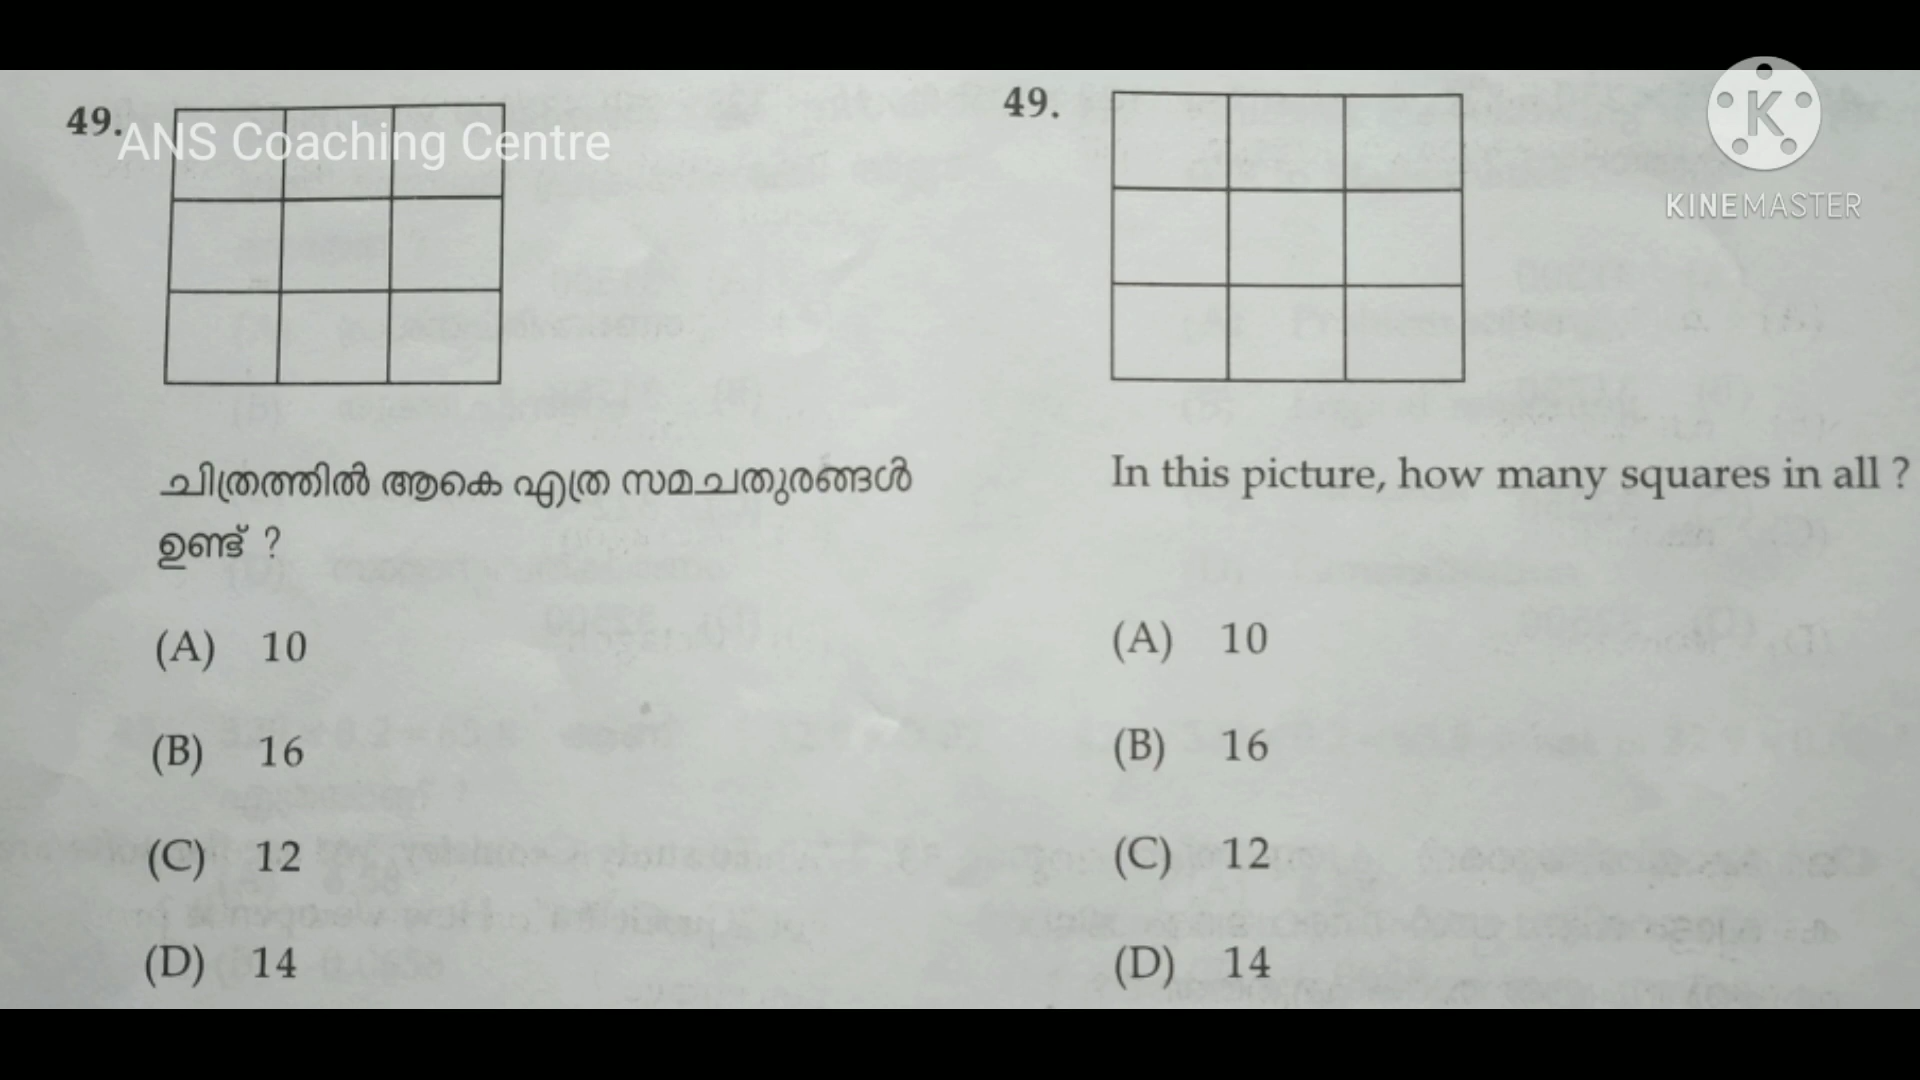 49.
ANS Coaching Centre
ചിത്രത്തിൽ ആകെ എത്ര സമചതുരങ്ങൾ
ഉണ്ട് ?
(A) 10
(B) 16
(C) 12
(D) 14
49.
In this picture, how many squares in all ?
(A) 10
(B) 16
(C) 12
(D) 14
K
KINEMASTER